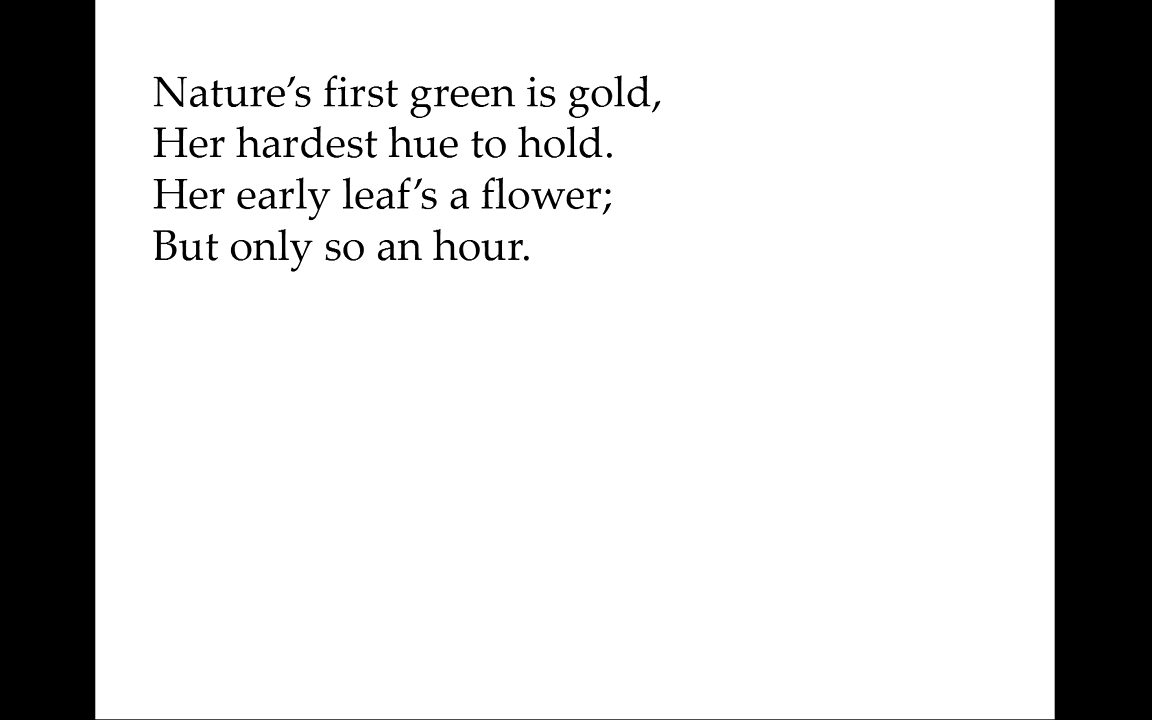 Nature’s first green is gold,
Her hardest hue to hold.
Her early leaf’s a flower;
But only so an hour.